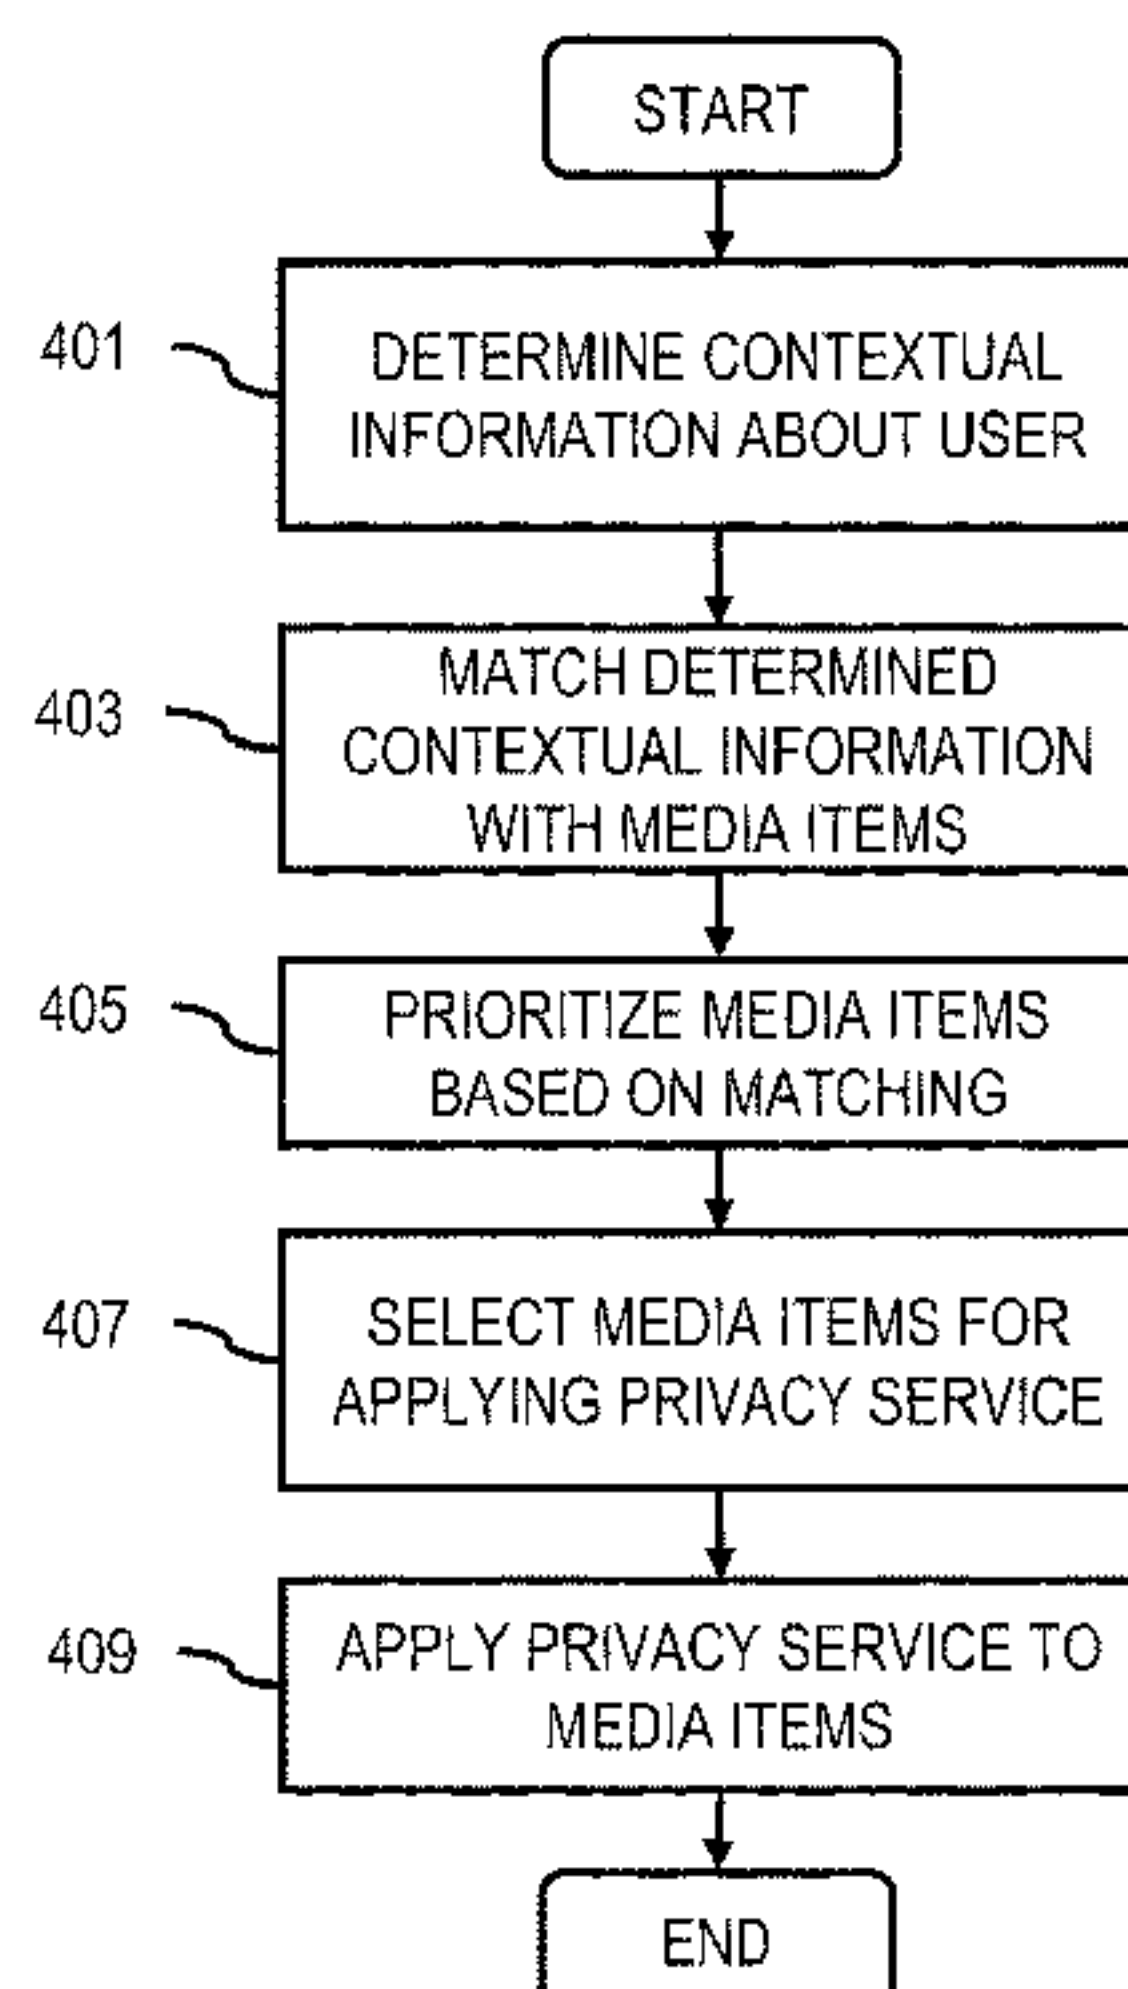 START
401
DETERMINE CONTEXTUAL
INFORMATION ABOUT USER
403
MATCH DETERMINED
CONTEXTUAL INFORMATION
WITH MEDIA ITEMS
405
PRIORITIZE MEDIA ITEMS
BASED ON MATCHING
407
SELECT MEDIA ITEMS FOR
APPLYING PRIVACY SERVICE
409
APPLY PRIVACY SERVICE TO
MEDIA ITEMS
END